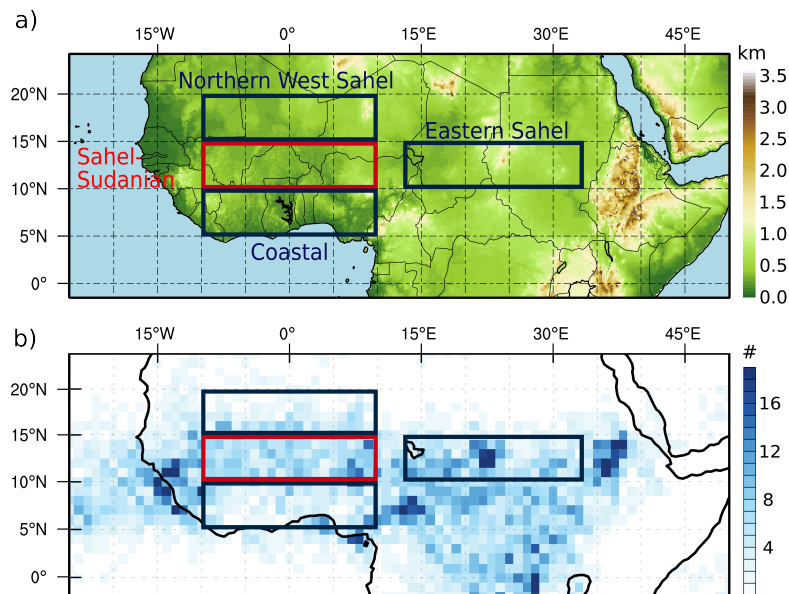 a)
15°W 0° 15°E 30°E 45°E
km
20°N
15°N
10°N
5°N
0°
Northern West Sahel
Eastern Sahel
Sahel-
Sudanian
Coastal
3.5
3.0
2.5
2.0
1.5
1.0
0.5
0.0
b)
15°W 0° 15°E 30°E 45°E
#
20°N
15°N
10°N
5°N
0°
16
12
8
4